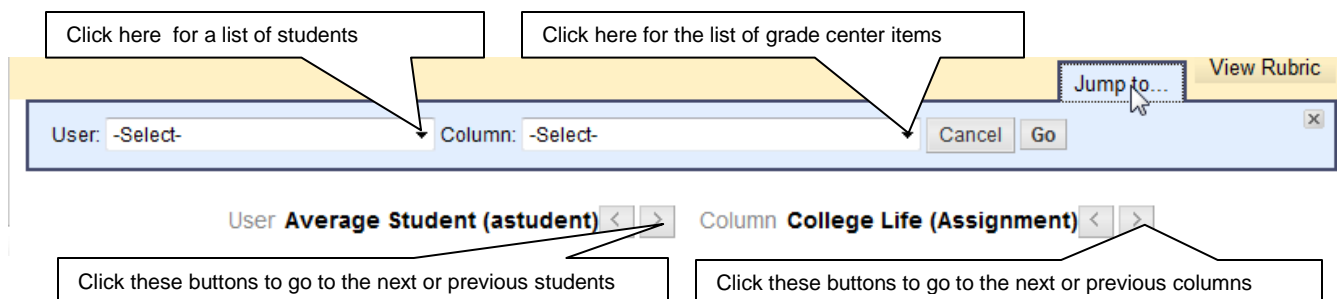 Click here for a list of students
Click here for the list of grade center items
View Rubric
Jump to...
User: -Select- Column: -Select- Cancel Go
User Average Student (astudent) < > Column College Life (Assignment) < >
Click these buttons to go to the next or previous students
Click these buttons to go to the next or previous columns